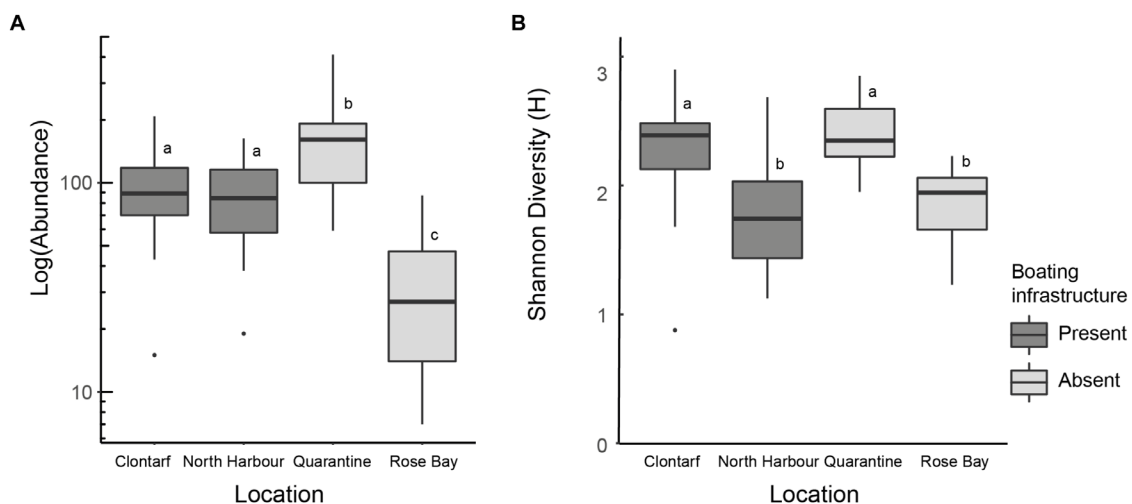 A
Log(Abundance)
100
10
a
a
b
c
Clontarf North Harbour Quarantine Rose Bay
Location
B
Shannon Diversity (H)
3
2
1
0
a
b
a
b
Clontarf North Harbour Quarantine Rose Bay
Location
Boating
infrastructure
Present
Absent